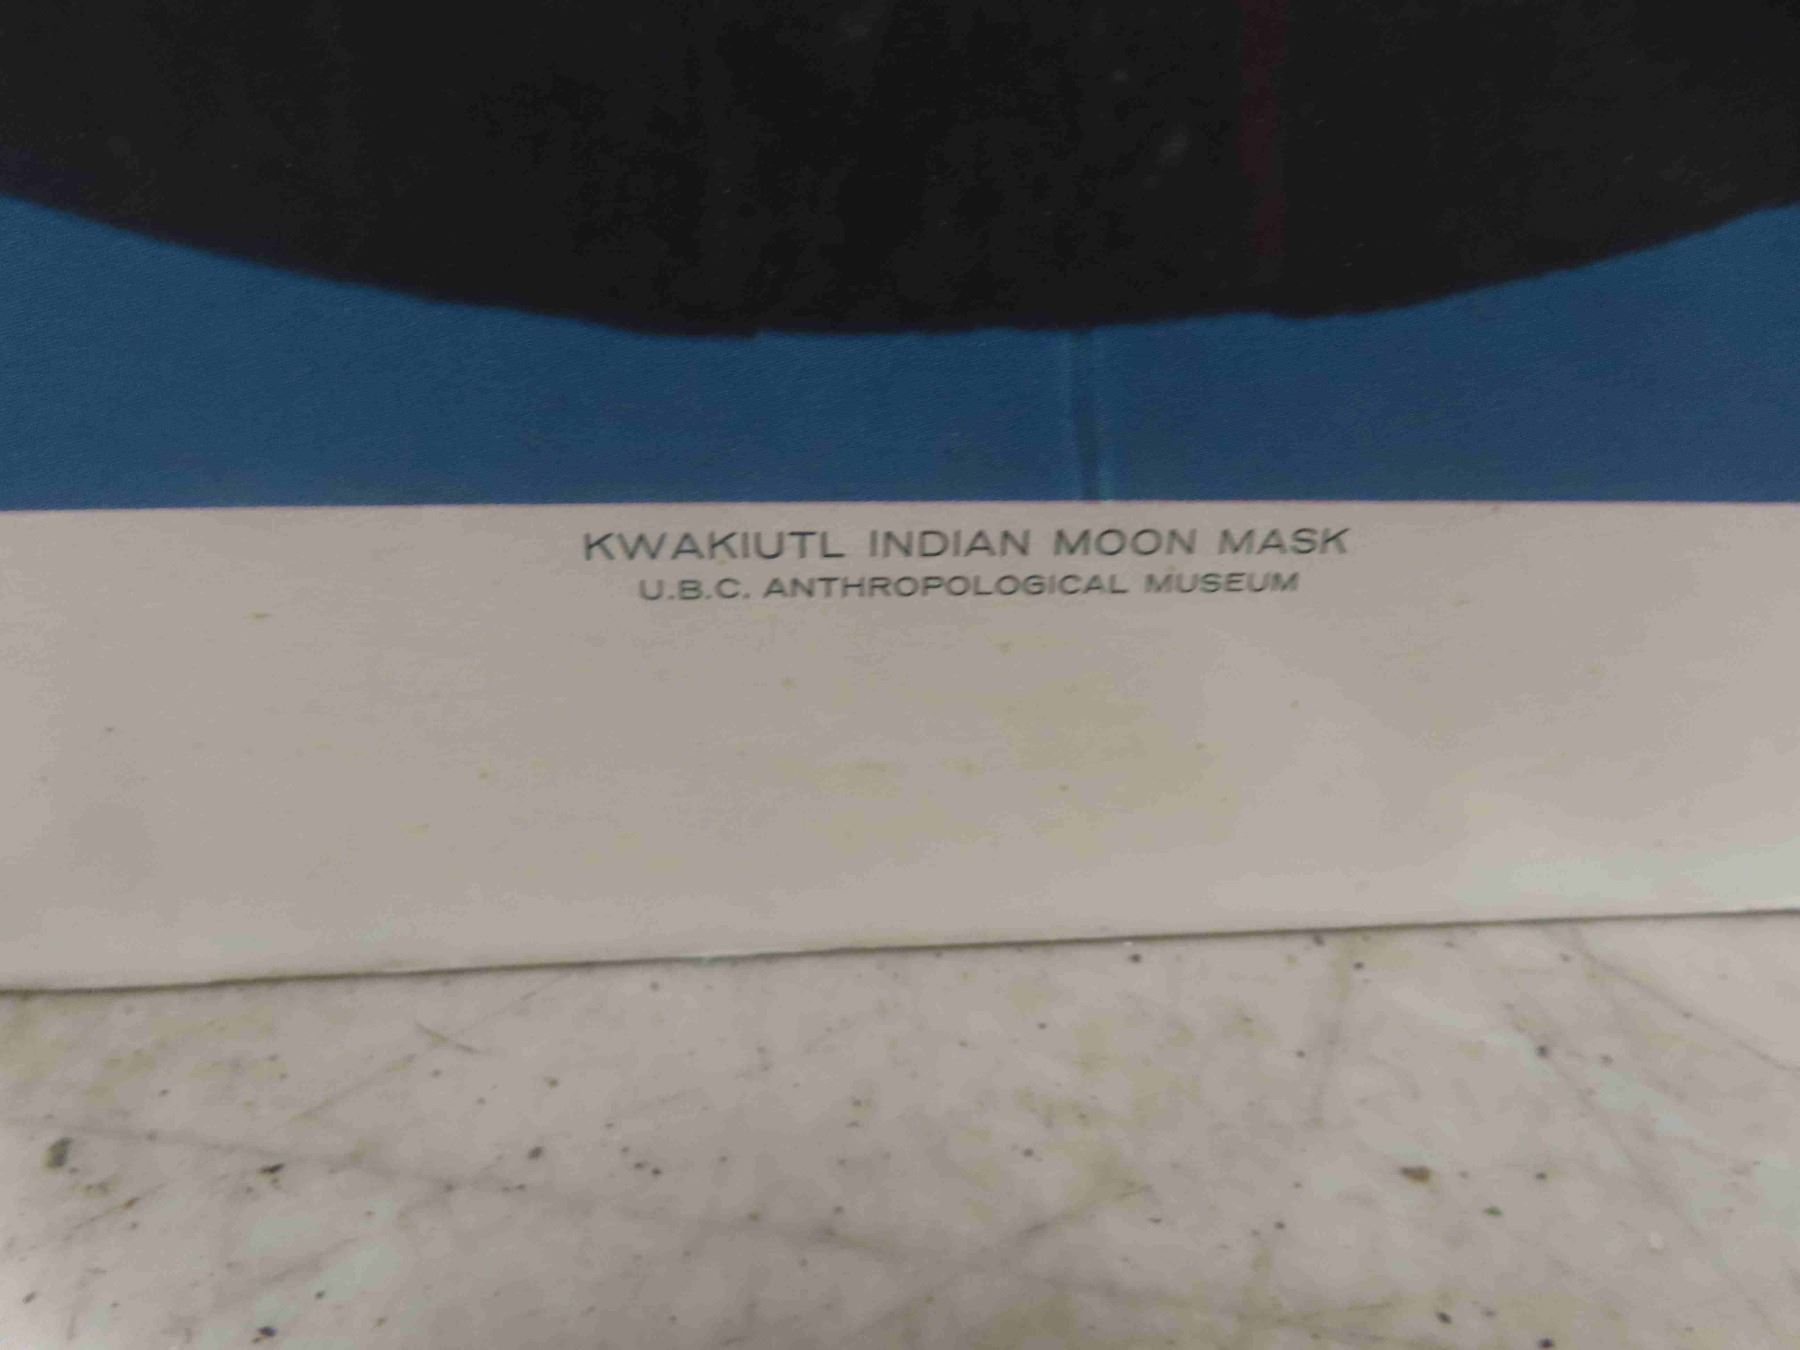 KWAKIUTL INDIAN MOON MASK
U.B.C. ANTHROPOLOGICAL MUSEUM